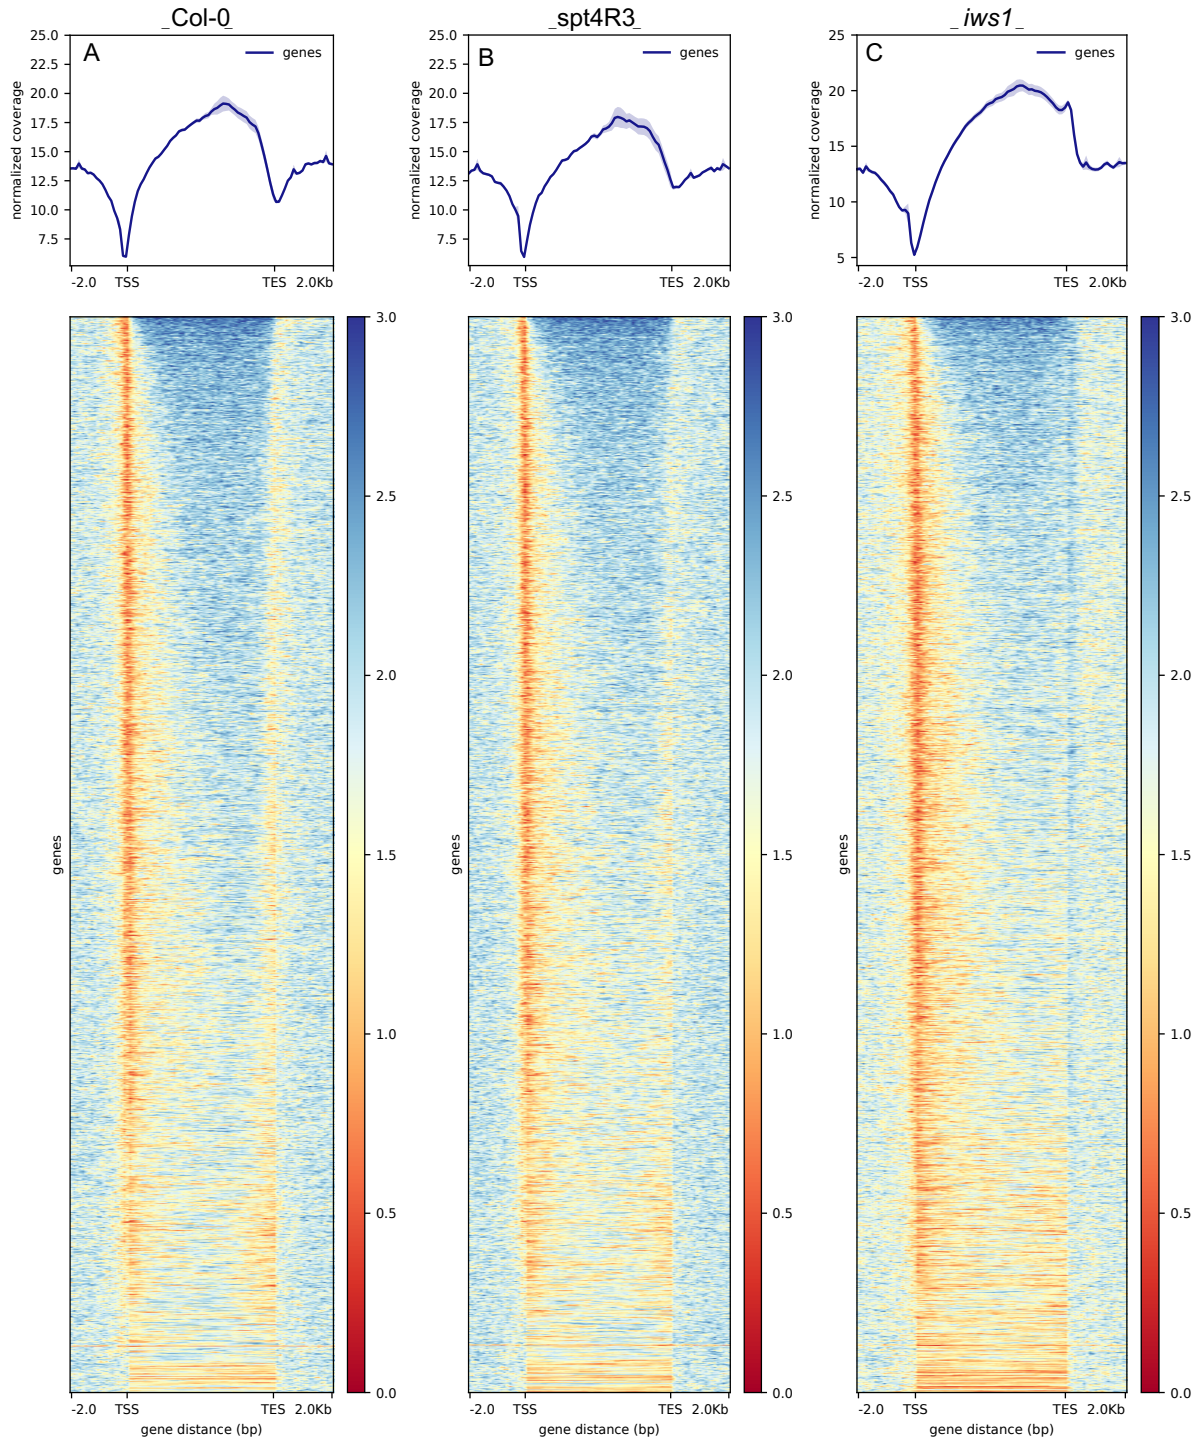 _Col-0_
_spt4R3_
_iws1_
A
genes
normalized coverage
25.0
22.5
20.0
17.5
15.0
12.5
10.0
7.5
-2.0 TSS TES 2.0Kb
B
genes
normalized coverage
25.0
22.5
20.0
17.5
15.0
12.5
10.0
7.5
-2.0 TSS TES 2.0Kb
C
genes
normalized coverage
25
20
15
10
5
-2.0 TSS TES 2.0Kb
genes
3.0
2.5
2.0
1.5
1.0
0.5
0.0
-2.0 TSS TES 2.0Kb
gene distance (bp)
genes
3.0
2.5
2.0
1.5
1.0
0.5
0.0
-2.0 TSS TES 2.0Kb
gene distance (bp)
genes
3.0
2.5
2.0
1.5
1.0
0.5
0.0
-2.0 TSS TES 2.0Kb
gene distance (bp)